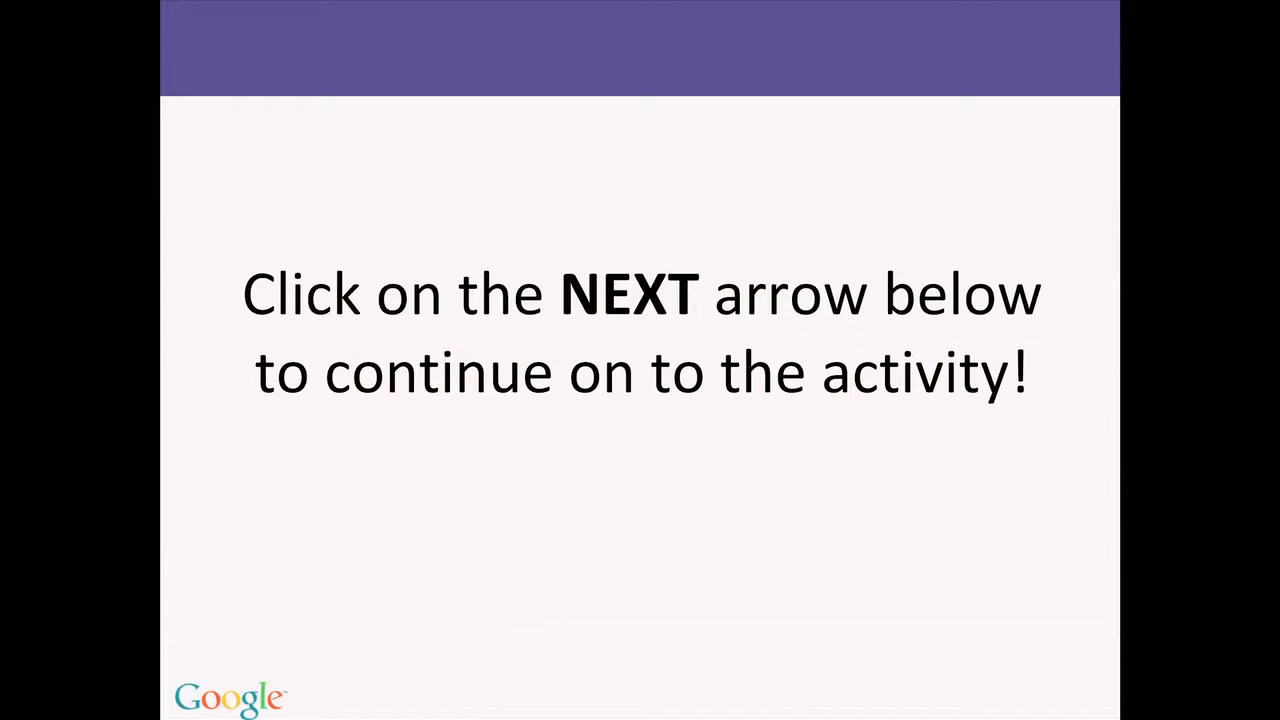 Click on the NEXT arrow below
to continue on to the activity!
Google